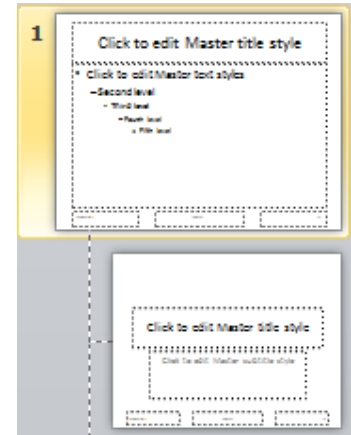 1
Click to edit Master title style
• Click to edit Master text styles
–Second level
• Third level
–Fourth level
» Fifth level
Click to edit Master title style
Click to edit Master subtitle style